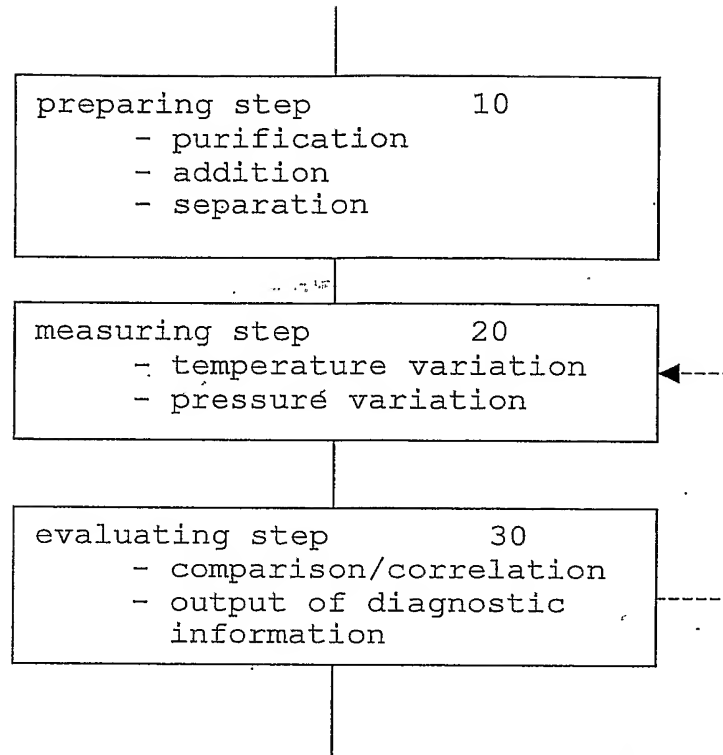 preparing step 10
- purification
- addition
- separation
measuring step 20
- temperature variation
- pressure variation
evaluating step 30
- comparison/correlation
- output of diagnostic
information